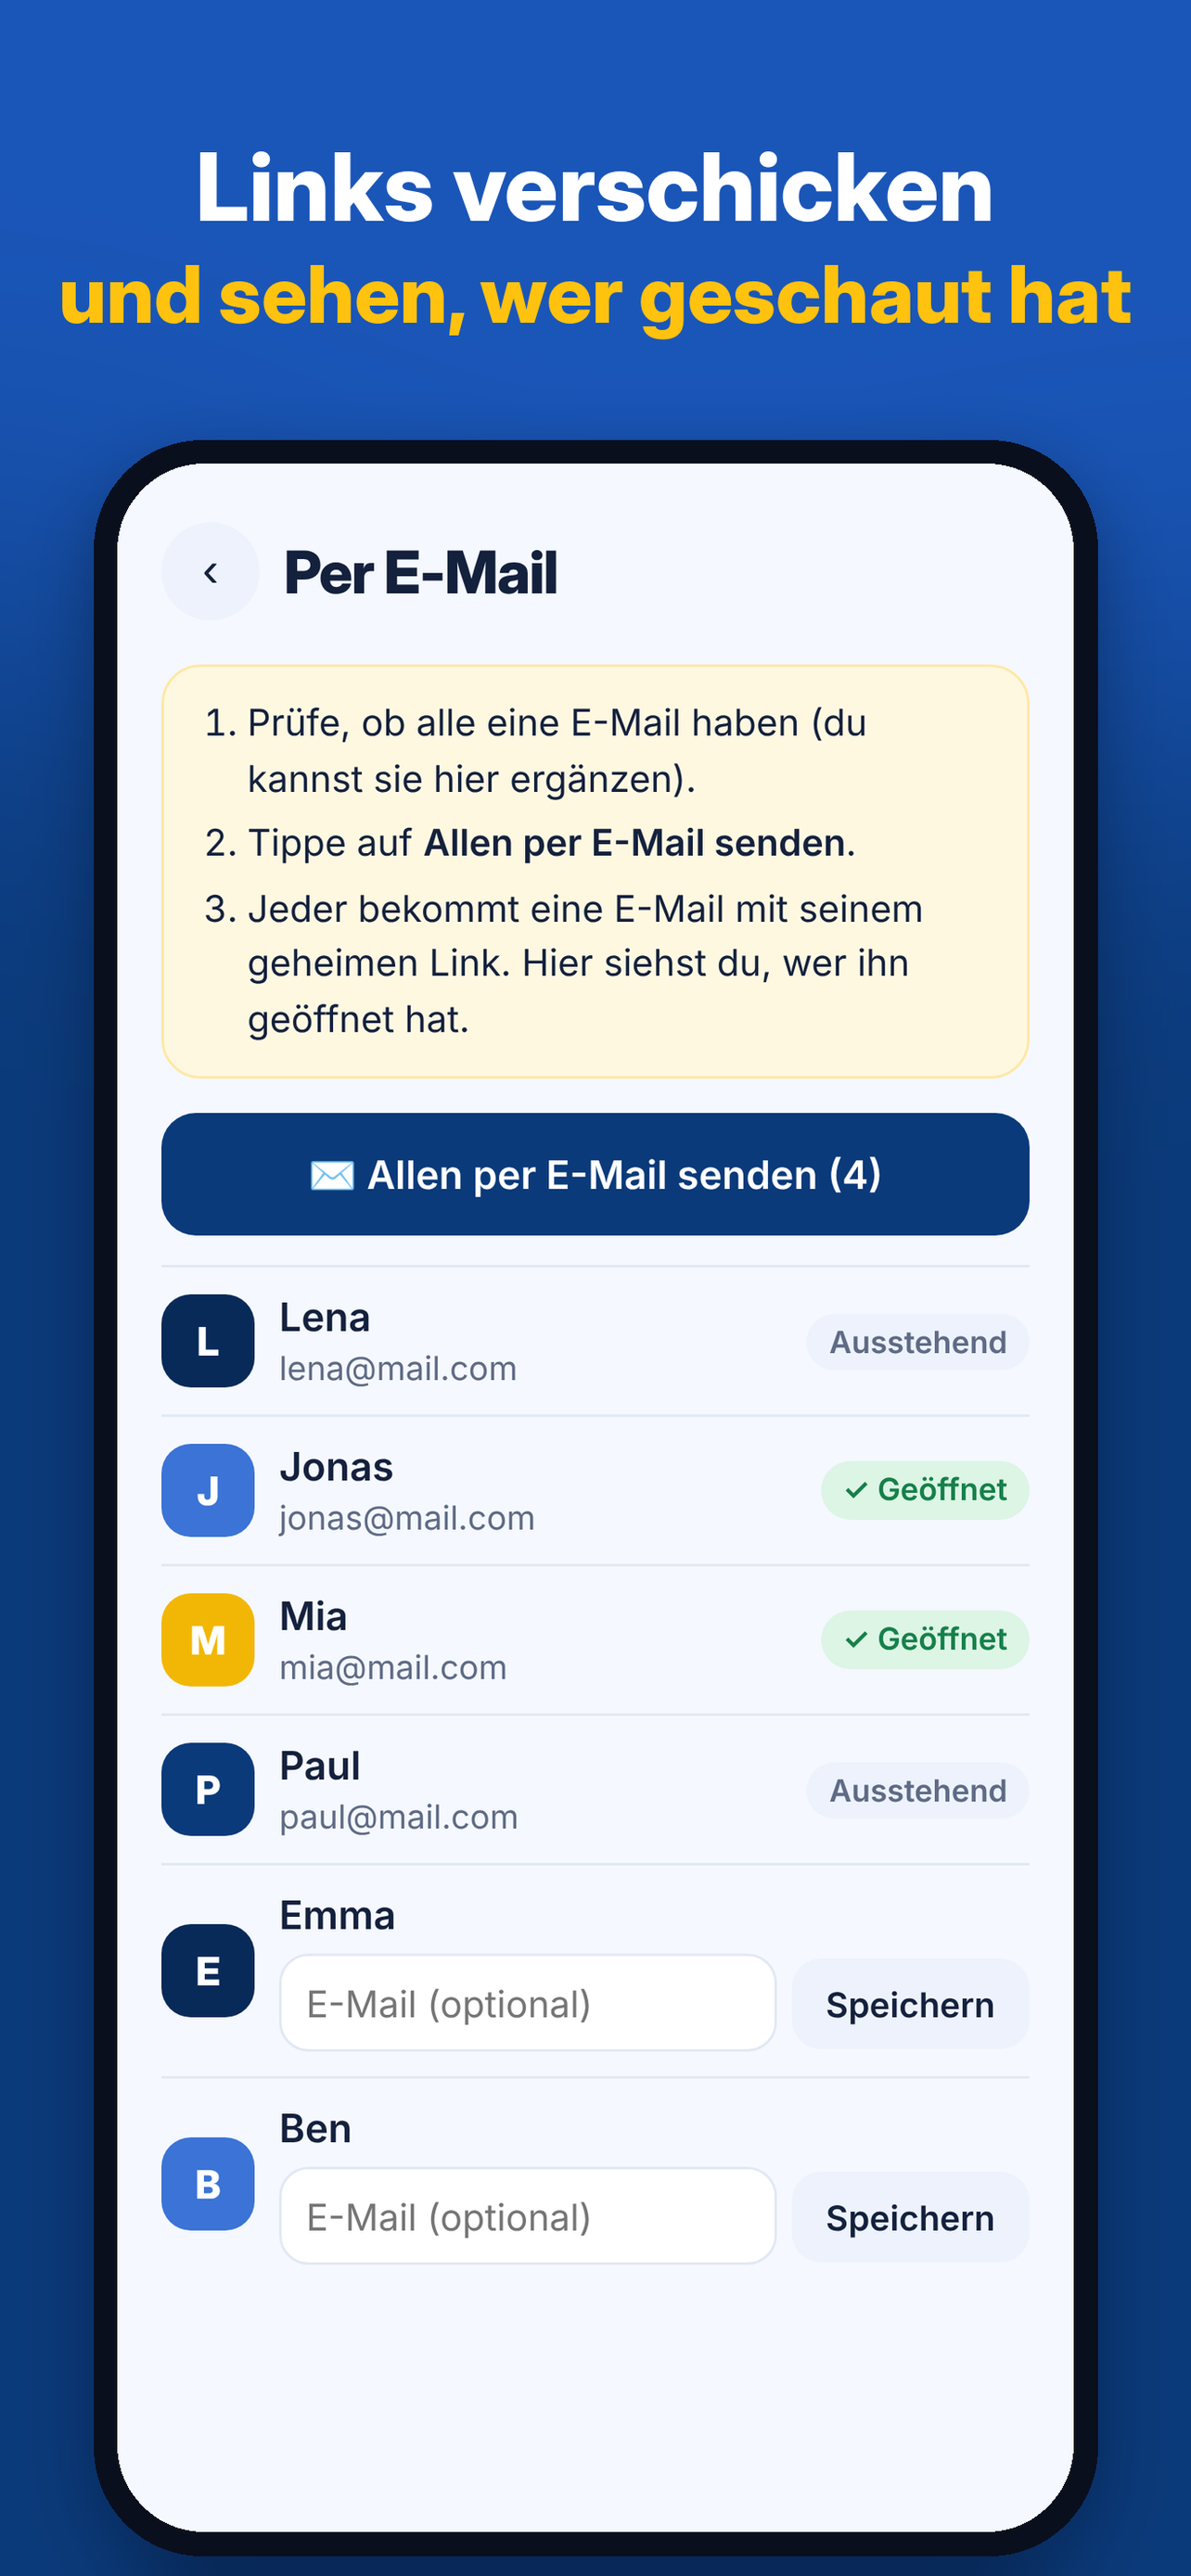 Links verschicken
und sehen, wer geschaut hat
‹ Per E-Mail
1. Prüfe, ob alle eine E-Mail haben (du
kannst sie hier ergänzen).
2. Tippe auf Allen per E-Mail senden.
3. Jeder bekommt eine E-Mail mit seinem
geheimen Link. Hier siehst du, wer ihn
geöffnet hat.
✉️ Allen per E-Mail senden (4)
L
Lena
lena@mail.com
Ausstehend
J
Jonas
jonas@mail.com
✓ Geöffnet
M
Mia
mia@mail.com
✓ Geöffnet
P
Paul
paul@mail.com
Ausstehend
E
Emma
E-Mail (optional)
Speichern
B
Ben
E-Mail (optional)
Speichern